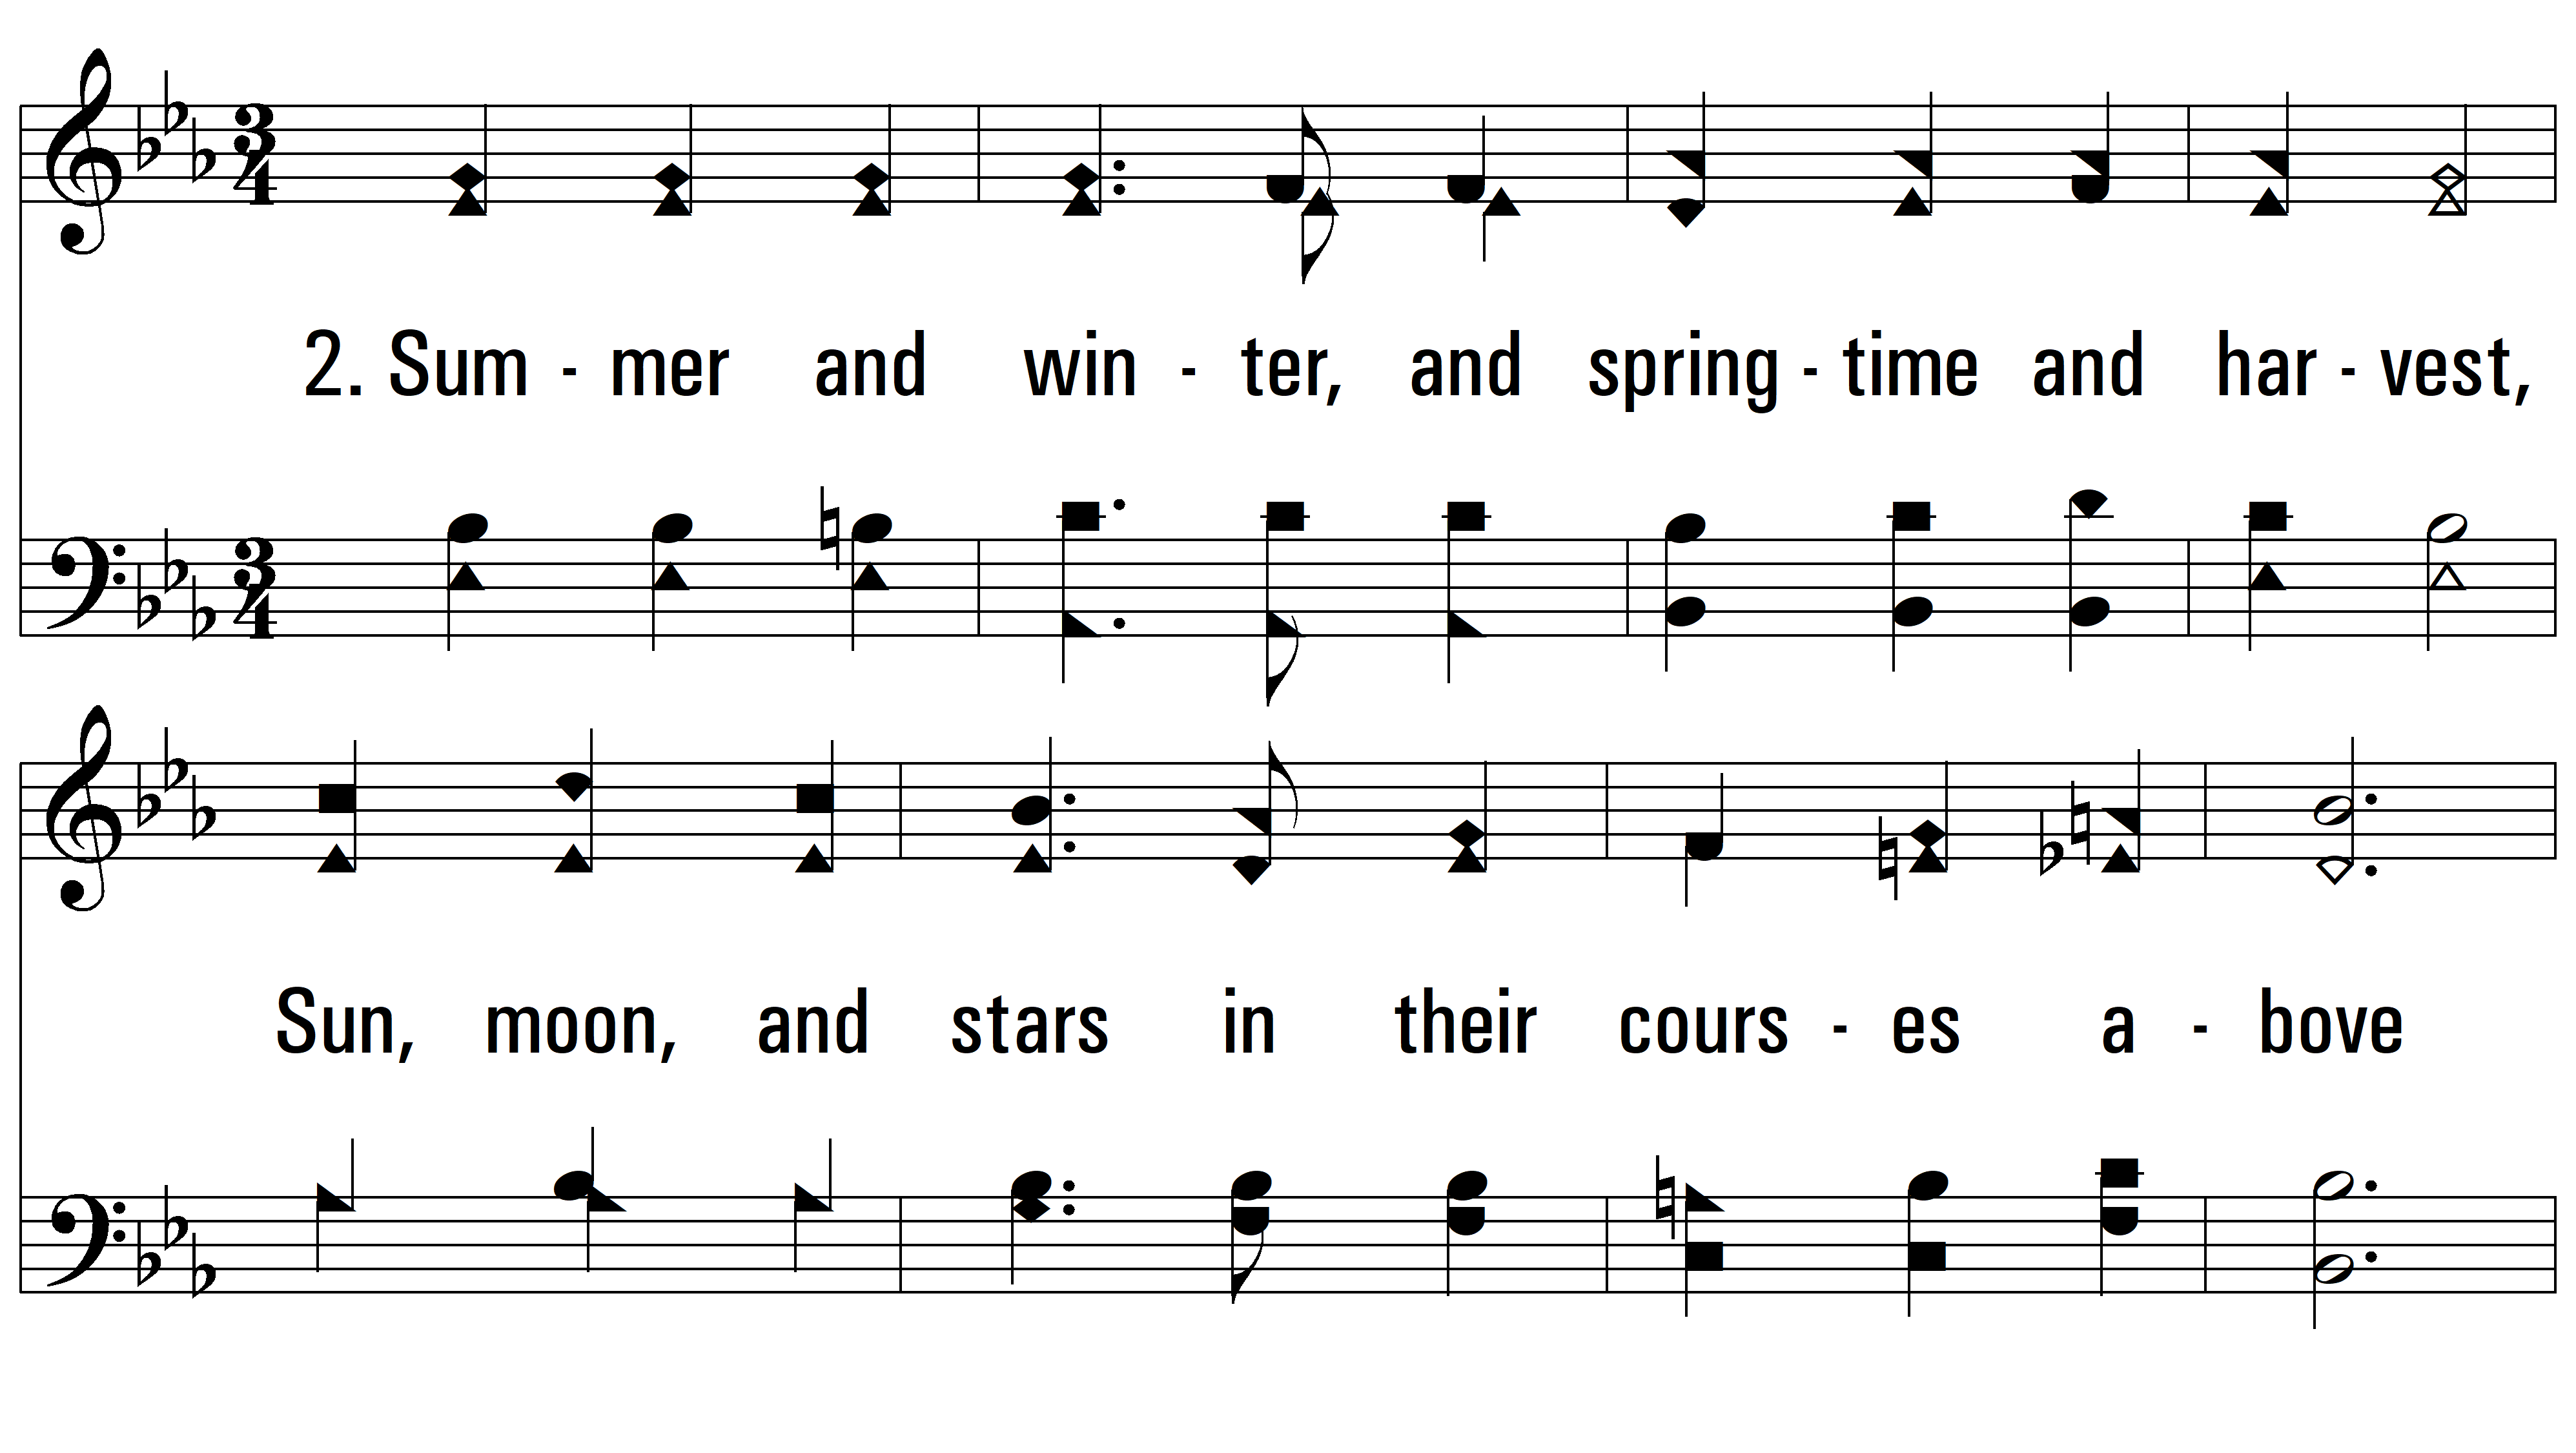 2. Sum - mer and win - ter, and spring - time and har - vest,
Sun, moon, and stars in their cours - es a - bove